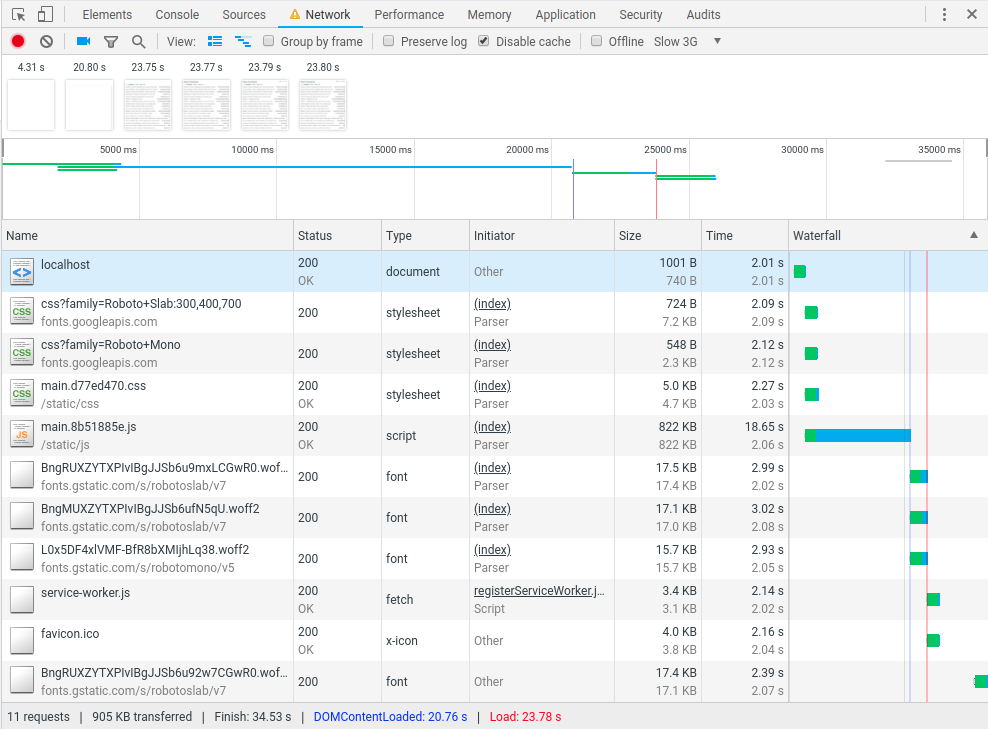 Elements Console Sources Network Performance Memory Application Security Audits
View: Group by frame Preserve log Disable cache Offline Slow 3G
4.31 s 20.80 s 23.75 s 23.77 s 23.79 s 23.80 s
5000 ms 10000 ms 15000 ms 20000 ms 25000 ms 30000 ms 35000 ms
Name Status Type Initiator Size Time Waterfall
localhost 200 document Other 1001 B 2.01 s
OK 740 B 2.01 s
css?family=Roboto+Slab:300,400,700 200 stylesheet (index) 724 B 2.09 s
fonts.googleapis.com Parser 7.2 KB 2.09 s
css?family=Roboto+Mono 200 stylesheet (index) 548 B 2.12 s
fonts.googleapis.com Parser 2.3 KB 2.12 s
main.d77ed470.css 200 stylesheet (index) 5.0 KB 2.27 s
/static/css OK Parser 4.7 KB 2.03 s
main.8b51885e.js 200 script (index) 822 KB 18.65 s
/static/js OK Parser 822 KB 2.06 s
BngRUXZYTXPIvIBgJJSb6u9mxLCGwR0.wof... 200 font (index) 17.5 KB 2.99 s
fonts.gstatic.com/s/robotoslab/v7 Parser 17.4 KB 2.02 s
BngMUXZYTXPIvIBgJJSb6ufN5qU.woff2 200 font (index) 17.1 KB 3.02 s
fonts.gstatic.com/s/robotoslab/v7 Parser 17.0 KB 2.08 s
L0x5DF4xlVMF-BfR8bXMIjhLq38.woff2 200 font (index) 15.7 KB 2.93 s
fonts.gstatic.com/s/robotomono/v5 Parser 15.7 KB 2.05 s
service-worker.js 200 fetch registerServiceWorker.j... 3.4 KB 2.14 s
OK Script 3.1 KB 2.02 s
favicon.ico 200 x-icon Other 4.0 KB 2.16 s
OK 3.8 KB 2.04 s
BngRUXZYTXPIvIBgJJSb6u92w7CGwR0.wof... 200 font Other 17.4 KB 2.39 s
fonts.gstatic.com/s/robotoslab/v7 17.1 KB 2.07 s
11 requests | 905 KB transferred | Finish: 34.53 s | DOMContentLoaded: 20.76 s | Load: 23.78 s